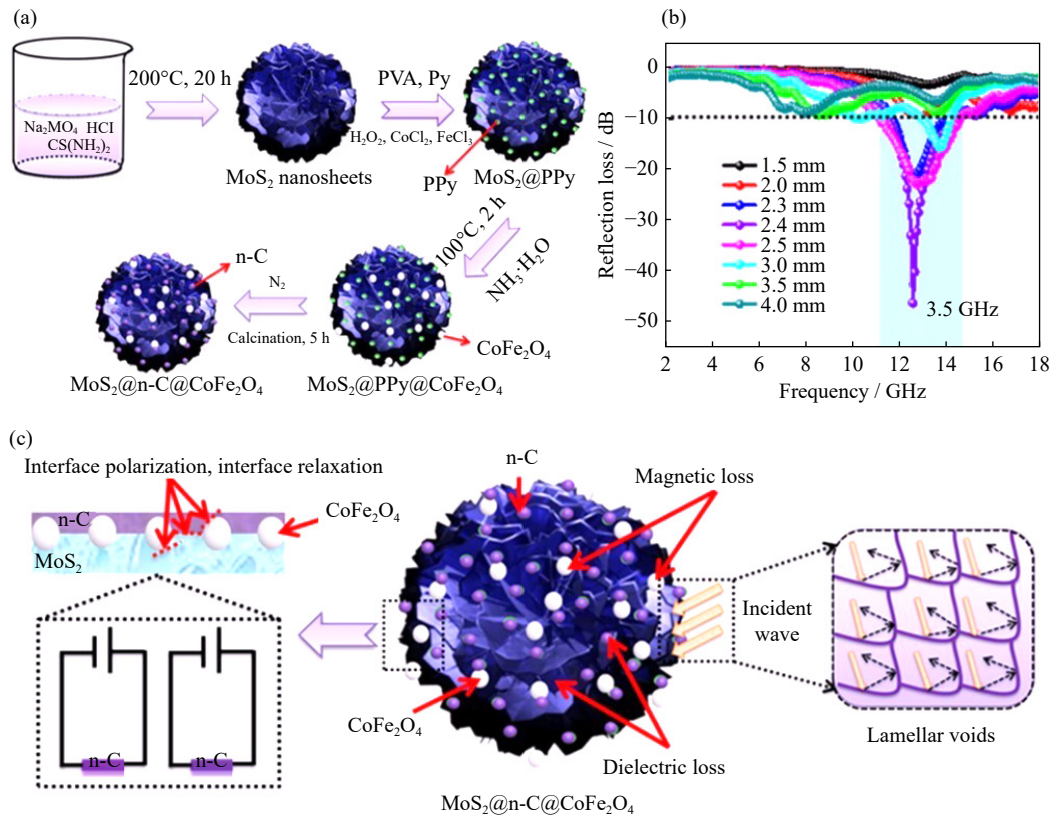 (a)
200°C, 20 h
Na₂MO₄ HCl
CS(NH₂)₂
MoS₂ nanosheets
PVA, Py
H₂O₂, CoCl₂, FeCl₃
PPy
MoS₂@PPy
100°C, 2 h
NH₃·H₂O
CoFe₂O₄
MoS₂@PPy@CoFe₂O₄
N₂
Calcination, 5 h
n-C
MoS₂@n-C@CoFe₂O₄
(b)
Reflection loss / dB
0
−10
−20
−30
−40
−50
1.5 mm
2.0 mm
2.3 mm
2.4 mm
2.5 mm
3.0 mm
3.5 mm
4.0 mm
3.5 GHz
2 4 6 8 10 12 14 16 18
Frequency / GHz
(c)
Interface polarization, interface relaxation
n-C
CoFe₂O₄
MoS₂
n-C
n-C
n-C
Magnetic loss
Incident
wave
CoFe₂O₄
Dielectric loss
MoS₂@n-C@CoFe₂O₄
Lamellar voids